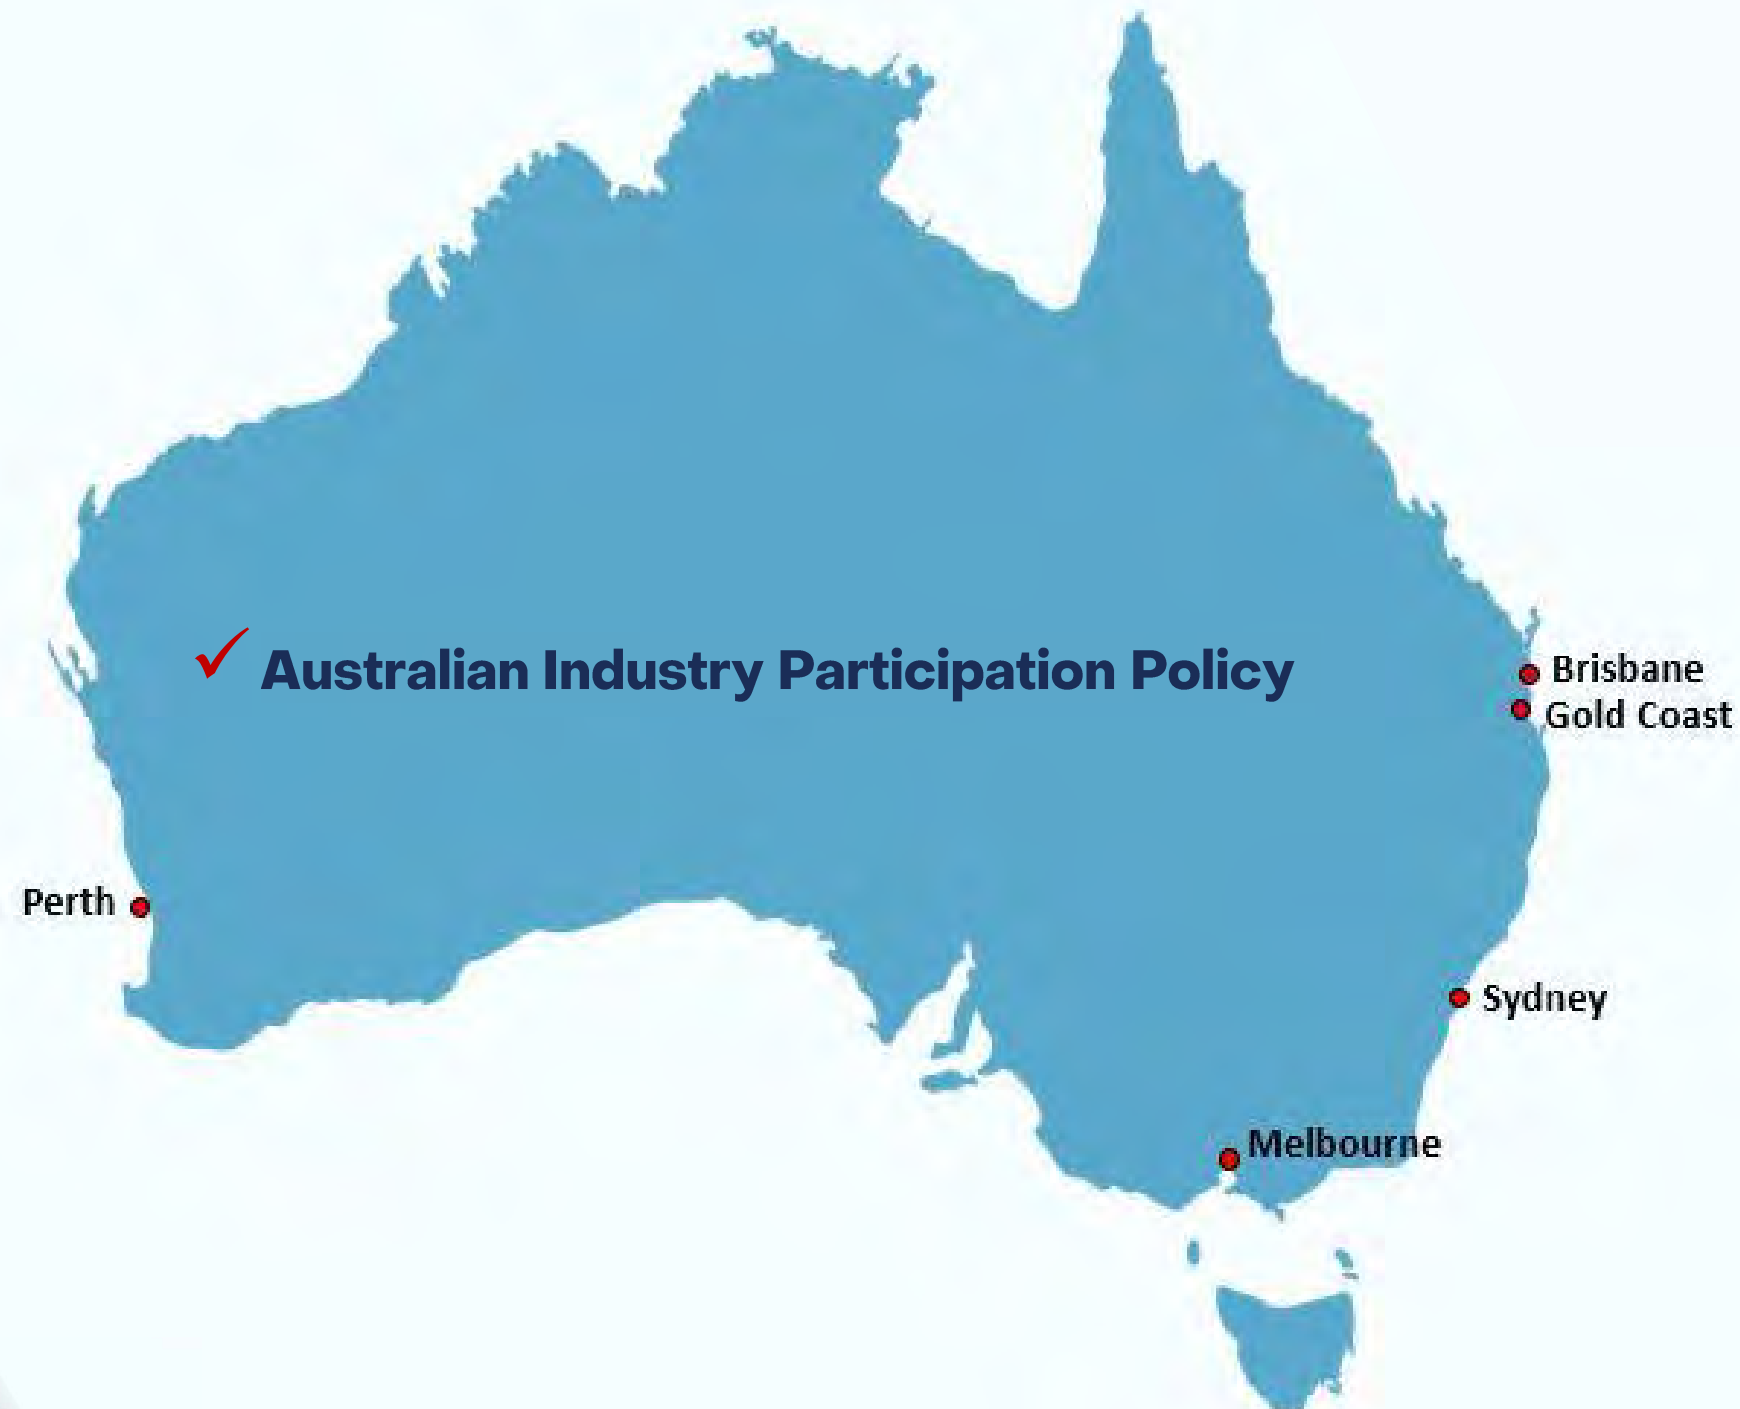 Australian Industry Participation Policy
Brisbane
Gold Coast
Perth
Sydney
Melbourne